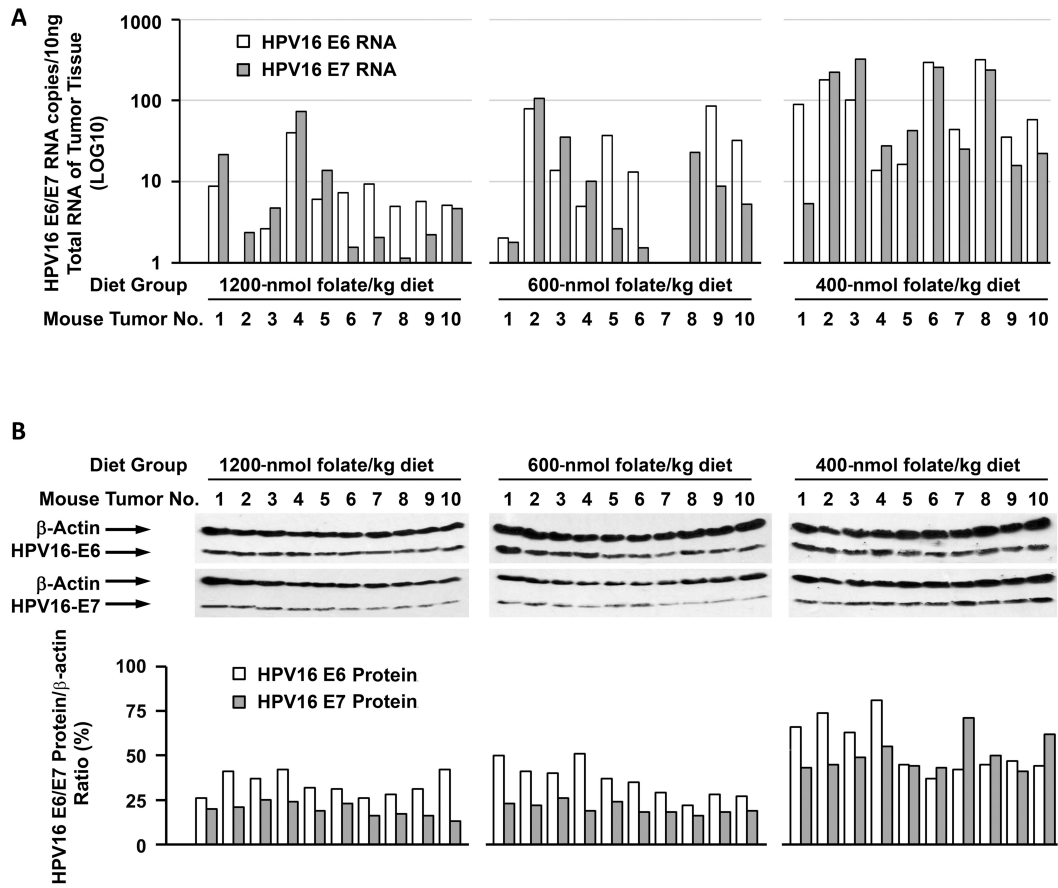 A
HPV16 E6/E7 RNA copies/10ng
Total RNA of Tumor Tissue
(LOG10)
1000
100
10
1
HPV16 E6 RNA
HPV16 E7 RNA
Diet Group
1200-nmol folate/kg diet
600-nmol folate/kg diet
400-nmol folate/kg diet
Mouse Tumor No.
1 2 3 4 5 6 7 8 9 10
1 2 3 4 5 6 7 8 9 10
1 2 3 4 5 6 7 8 9 10
B
Diet Group
1200-nmol folate/kg diet
600-nmol folate/kg diet
400-nmol folate/kg diet
Mouse Tumor No.
1 2 3 4 5 6 7 8 9 10
1 2 3 4 5 6 7 8 9 10
1 2 3 4 5 6 7 8 9 10
β-Actin
HPV16-E6
β-Actin
HPV16-E7
HPV16 E6/E7 Protein/β-actin
Ratio (%)
100
75
50
25
0
HPV16 E6 Protein
HPV16 E7 Protein